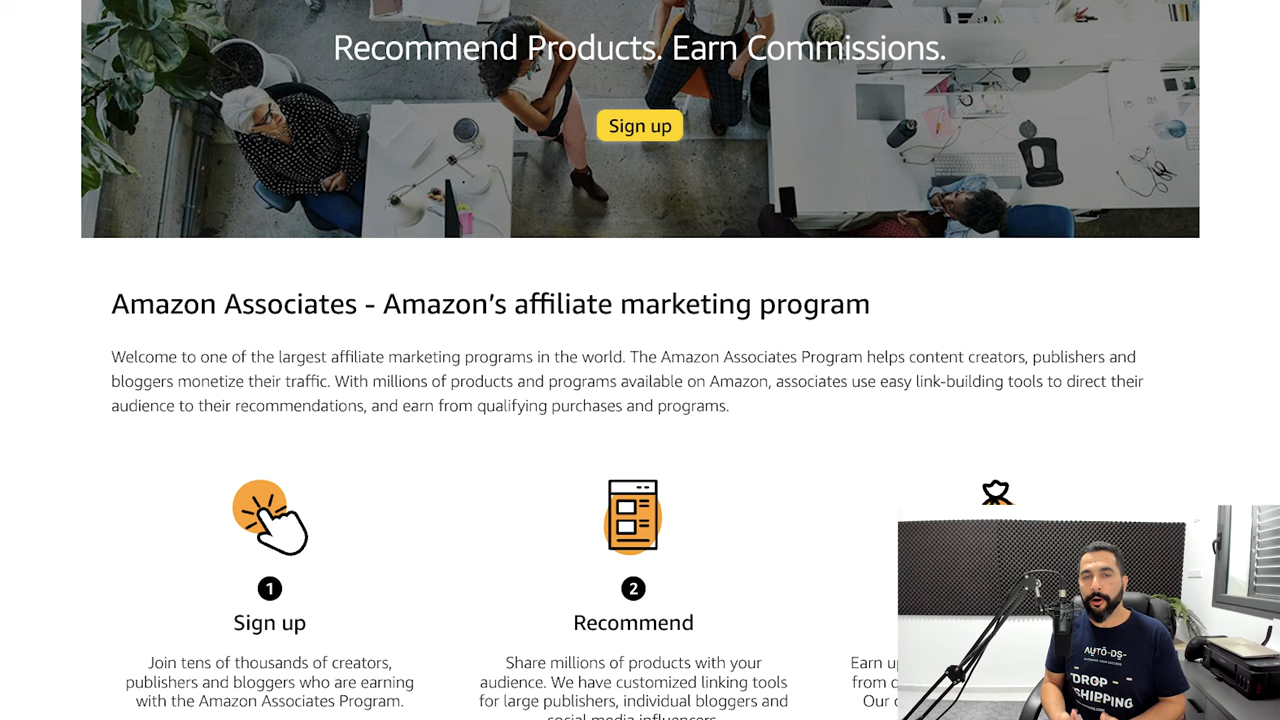 Recommend Products. Earn Commissions.
Sign up
Amazon Associates - Amazon’s affiliate marketing program
Welcome to one of the largest affiliate marketing programs in the world. The Amazon Associates Program helps content creators, publishers and
bloggers monetize their traffic. With millions of products and programs available on Amazon, associates use easy link-building tools to direct their
audience to their recommendations, and earn from qualifying purchases and programs.
1
Sign up
Join tens of thousands of creators,
publishers and bloggers who are earning
with the Amazon Associates Program.
2
Recommend
Share millions of products with your
audience. We have customized linking tools
for large publishers, individual bloggers and
social media influencers.
Earn
from
Our
AUTO-DS
DROP
SHIPPING